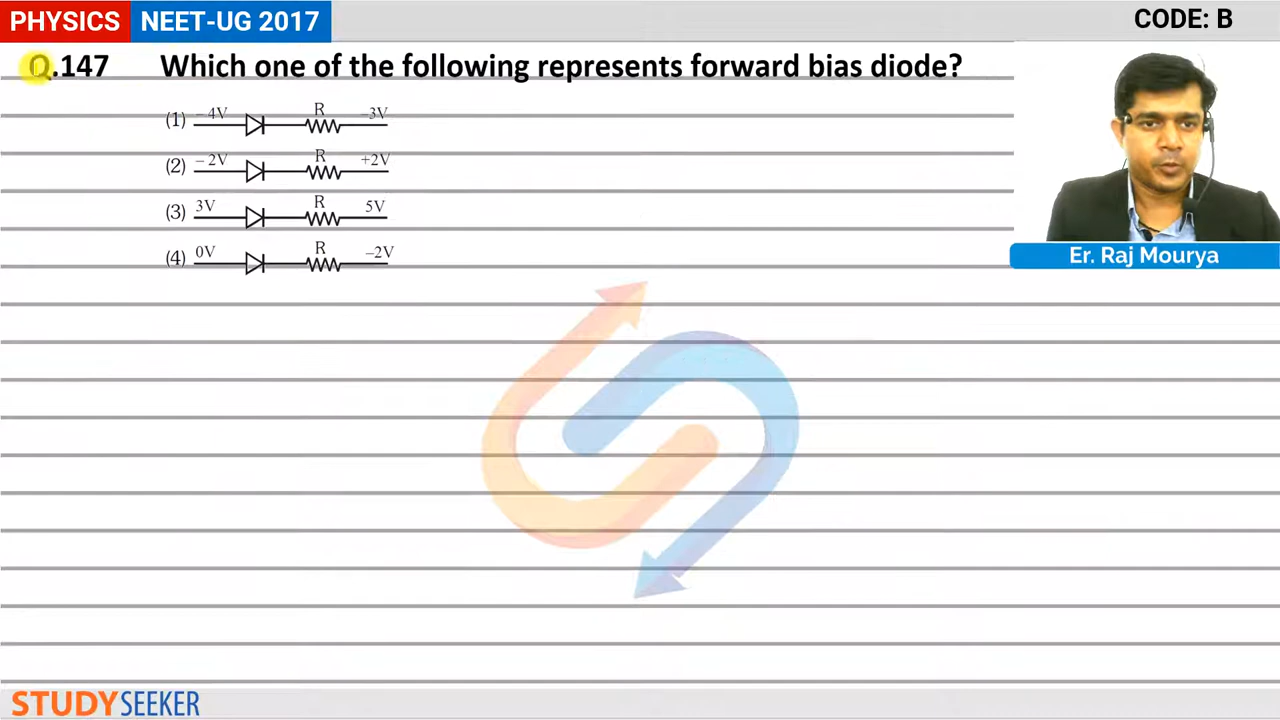 PHYSICS NEET-UG 2017 CODE: B
Q.147 Which one of the following represents forward bias diode?
(1) –4V R –3V
(2) –2V R +2V
(3) 3V R 5V
(4) 0V R –2V
Er. Raj Mourya
STUDYSEEKER